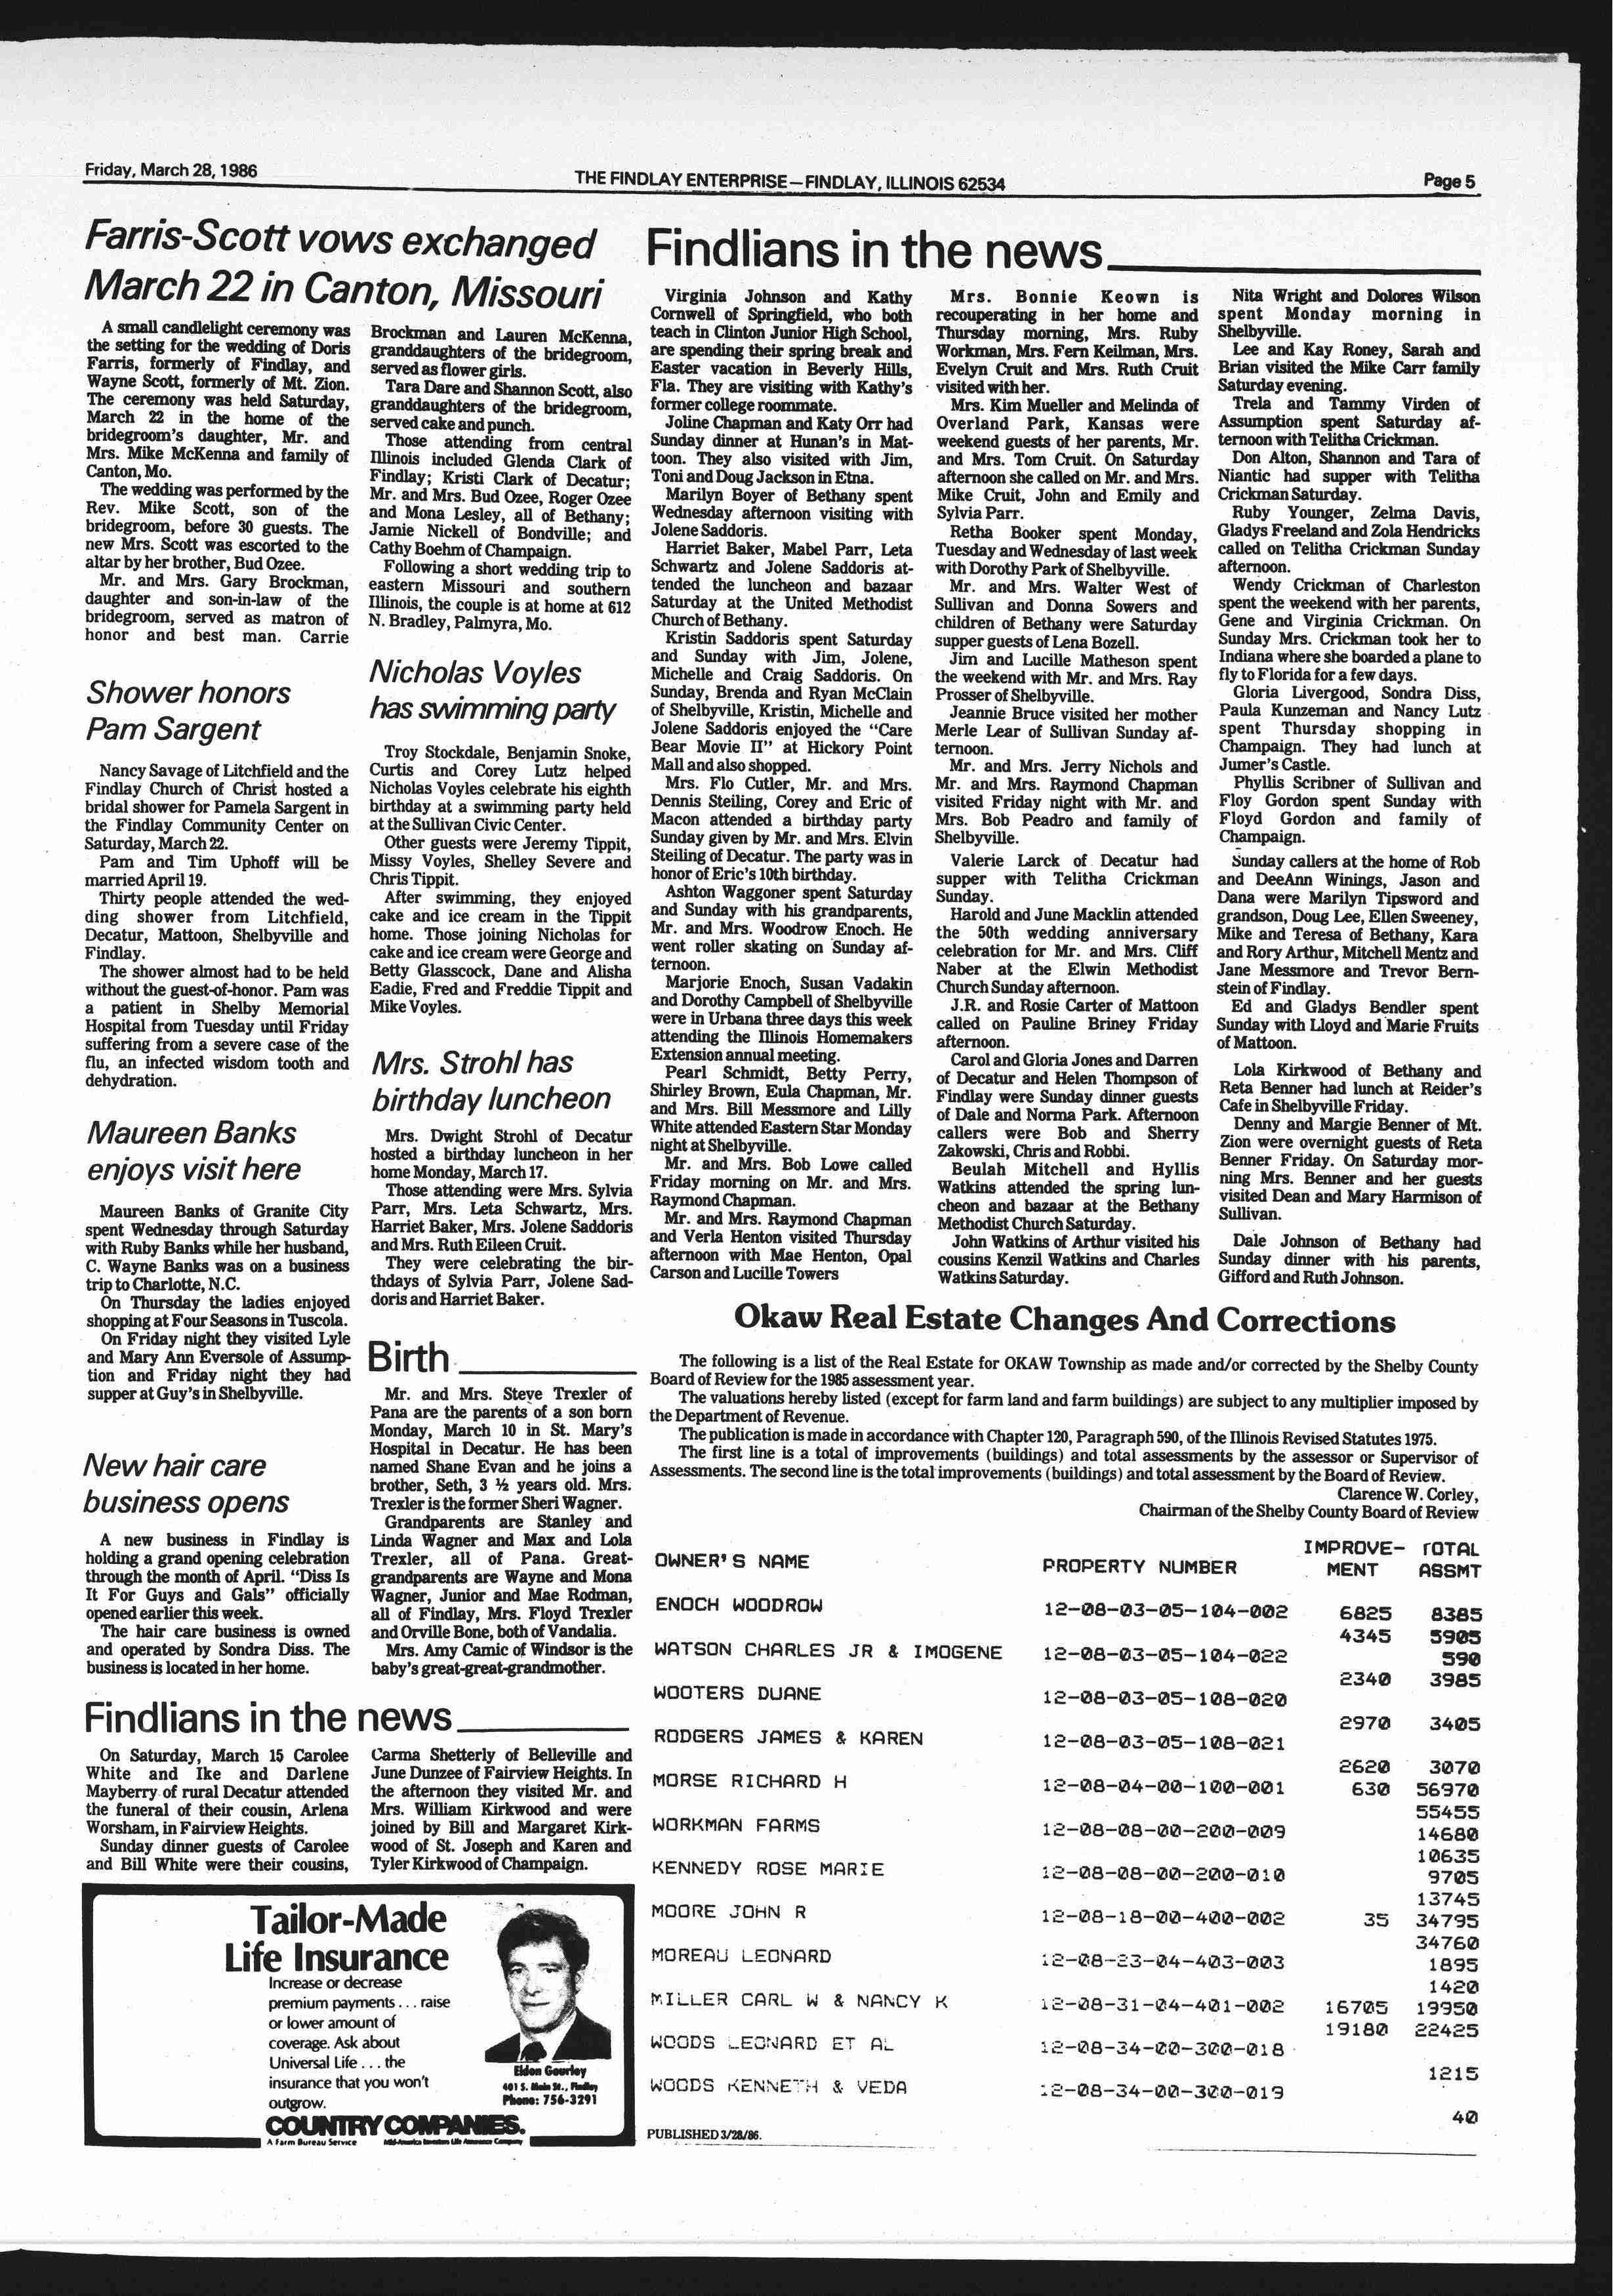 Friday, March 28, 1986
THE FINDLAY ENTERPRISE—FINDLAY, ILLINOIS 62534
Page 5
Farris-Scott vows exchanged
March 22 in Canton, Missouri
A small candlelight ceremony was
the setting for the wedding of Doris
Farris, formerly of Findlay, and
Wayne Scott, formerly of Mt. Zion.
The ceremony was held Saturday,
March 22 in the home of the
bridegroom's daughter, Mr. and
Mrs. Mike McKenna and family of
Canton, Mo.
The wedding was performed by the
Rev. Mike Scott, son of the
bridegroom, before 30 guests. The
new Mrs. Scott was escorted to the
altar by her brother, Bud Ozee.
Mr. and Mrs. Gary Brockman,
daughter and son-in-law of the
bridegroom, served as matron of
honor and best man. Carrie
Brockman and Lauren McKenna,
granddaughters of the bridegroom,
served as flower girls.
Tara Dare and Shannon Scott, also
granddaughters of the bridegroom,
served cake and punch.
Those attending from central
Illinois included Glenda Clark of
Findlay; Kristi Clark of Decatur;
Mr. and Mrs. Bud Ozee, Roger Ozee
and Mona Lesley, all of Bethany;
Jamie Nickell of Bondville; and
Cathy Boehm of Champaign.
Following a short wedding trip to
eastern Missouri and southern
Illinois, the couple is at home at 612
N. Bradley, Palmyra, Mo.
Shower honors
Pam Sargent
Nancy Savage of Litchfield and the
Findlay Church of Christ hosted a
bridal shower for Pamela Sargent in
the Findlay Community Center on
Saturday, March 22.
Pam and Tim Uphoff will be
married April 19.
Thirty people attended the wed-
ding shower from Litchfield,
Decatur, Mattoon, Shelbyville and
Findlay.
The shower almost had to be held
without the guest-of-honor. Pam was
a patient in Shelby Memorial
Hospital from Tuesday until Friday
suffering from a severe case of the
flu, an infected wisdom tooth and
dehydration.
Maureen Banks
enjoys visit here
Maureen Banks of Granite City
spent Wednesday through Saturday
with Ruby Banks while her husband,
C. Wayne Banks was on a business
trip to Charlotte, N.C.
On Thursday the ladies enjoyed
shopping at Four Seasons in Tuscola.
On Friday night they visited Lyle
and Mary Ann Eversole of Assump-
tion and Friday night they had
supper at Guy's in Shelbyville.
New hair care
business opens
A new business in Findlay is
holding a grand opening celebration
through the month of April. "Diss Is
It For Guys and Gals" officially
opened earlier this week.
The hair care business is owned
and operated by Sondra Diss. The
business is located in her home.
Nicholas Voyles
has swimming party
Troy Stockdale, Benjamin Snoke,
Curtis and Corey Lutz helped
Nicholas Voyles celebrate his eighth
birthday at a swimming party held
at the Sullivan Civic Center.
Other guests were Jeremy Tippit,
Missy Voyles, Shelley Severe and
Chris Tippit.
After swimming, they enjoyed
cake and ice cream in the Tippit
home. Those joining Nicholas for
cake and ice cream were George and
Betty Glasscock, Dane and Alisha
Eadie, Fred and Freddie Tippit and
Mike Voyles.
Mrs. Strohl has
birthday luncheon
Mrs. Dwight Strohl of Decatur
hosted a birthday luncheon in her
home Monday, March 17.
Those attending were Mrs. Sylvia
Parr, Mrs. Leta Schwartz, Mrs.
Harriet Baker, Mrs. Jolene Saddoris
and Mrs. Ruth Eileen Cruit.
They were celebrating the bir-
thdays of Sylvia Parr, Jolene Sad-
doris and Harriet Baker.
Birth
Mr. and Mrs. Steve Trexler of
Pana are the parents of a son born
Monday, March 10 in St. Mary's
Hospital in Decatur. He has been
named Shane Evan and he joins a
brother, Seth, 3 ½ years old. Mrs.
Trexler is the former Sheri Wagner.
Grandparents are Stanley and
Linda Wagner and Max and Lola
Trexler, all of Pana. Great-
grandparents are Wayne and Mona
Wagner, Junior and Mae Rodman,
all of Findlay, Mrs. Floyd Trexler
and Orville Bone, both of Vandalia.
Mrs. Amy Camic of Windsor is the
baby's great-great-grandmother.
Findlians in the news
On Saturday, March 15 Carolee
White and Ike and Darlene
Mayberry of rural Decatur attended
the funeral of their cousin, Arlena
Worsham, in Fairview Heights.
Sunday dinner guests of Carolee
and Bill White were their cousins,
Carma Shetterly of Belleville and
June Dunzee of Fairview Heights. In
the afternoon they visited Mr. and
Mrs. William Kirkwood and were
joined by Bill and Margaret Kirk-
wood of St. Joseph and Karen and
Tyler Kirkwood of Champaign.
Tailor-Made
Life Insurance
Increase or decrease
premium payments . . . raise
or lower amount of
coverage. Ask about
Universal Life . . . the
insurance that you won't
outgrow.
Eldon Gourley
401 S. Main St., Findlay
Phone: 756-3291
COUNTRY COMPANIES.
A Farm Bureau Service
Mid-America Investors Life Assurance Company
Findlians in the news
Virginia Johnson and Kathy
Cornwell of Springfield, who both
teach in Clinton Junior High School,
are spending their spring break and
Easter vacation in Beverly Hills,
Fla. They are visiting with Kathy's
former college roommate.
Joline Chapman and Katy Orr had
Sunday dinner at Hunan's in Mat-
toon. They also visited with Jim,
Toni and Doug Jackson in Etna.
Marilyn Boyer of Bethany spent
Wednesday afternoon visiting with
Jolene Saddoris.
Harriet Baker, Mabel Parr, Leta
Schwartz and Jolene Saddoris at-
tended the luncheon and bazaar
Saturday at the United Methodist
Church of Bethany.
Kristin Saddoris spent Saturday
and Sunday with Jim, Jolene,
Michelle and Craig Saddoris. On
Sunday, Brenda and Ryan McClain
of Shelbyville, Kristin, Michelle and
Jolene Saddoris enjoyed the "Care
Bear Movie II" at Hickory Point
Mall and also shopped.
Mrs. Flo Cutler, Mr. and Mrs.
Dennis Steiling, Corey and Eric of
Macon attended a birthday party
Sunday given by Mr. and Mrs. Elvin
Steiling of Decatur. The party was in
honor of Eric's 10th birthday.
Ashton Waggoner spent Saturday
and Sunday with his grandparents,
Mr. and Mrs. Woodrow Enoch. He
went roller skating on Sunday af-
ternoon.
Marjorie Enoch, Susan Vadakin
and Dorothy Campbell of Shelbyville
were in Urbana three days this week
attending the Illinois Homemakers
Extension annual meeting.
Pearl Schmidt, Betty Perry,
Shirley Brown, Eula Chapman, Mr.
and Mrs. Bill Messmore and Lilly
White attended Eastern Star Monday
night at Shelbyville.
Mr. and Mrs. Bob Lowe called
Friday morning on Mr. and Mrs.
Raymond Chapman.
Mr. and Mrs. Raymond Chapman
and Verla Henton visited Thursday
afternoon with Mae Henton, Opal
Carson and Lucille Towers
Mrs. Bonnie Keown is
recouperating in her home and
Thursday morning, Mrs. Ruby
Workman, Mrs. Fern Keilman, Mrs.
Evelyn Cruit and Mrs. Ruth Cruit
visited with her.
Mrs. Kim Mueller and Melinda of
Overland Park, Kansas were
weekend guests of her parents, Mr.
and Mrs. Tom Cruit. On Saturday
afternoon she called on Mr. and Mrs.
Mike Cruit, John and Emily and
Sylvia Parr.
Retha Booker spent Monday,
Tuesday and Wednesday of last week
with Dorothy Park of Shelbyville.
Mr. and Mrs. Walter West of
Sullivan and Donna Sowers and
children of Bethany were Saturday
supper guests of Lena Bozell.
Jim and Lucille Matheson spent
the weekend with Mr. and Mrs. Ray
Prosser of Shelbyville.
Jeannie Bruce visited her mother
Merle Lear of Sullivan Sunday af-
ternoon.
Mr. and Mrs. Jerry Nichols and
Mr. and Mrs. Raymond Chapman
visited Friday night with Mr. and
Mrs. Bob Peadro and family of
Shelbyville.
Valerie Larck of Decatur had
supper with Telitha Crickman
Sunday.
Harold and June Macklin attended
the 50th wedding anniversary
celebration for Mr. and Mrs. Cliff
Naber at the Elwin Methodist
Church Sunday afternoon.
J.R. and Rosie Carter of Mattoon
called on Pauline Briney Friday
afternoon.
Carol and Gloria Jones and Darren
of Decatur and Helen Thompson of
Findlay were Sunday dinner guests
of Dale and Norma Park. Afternoon
callers were Bob and Sherry
Zakowski, Chris and Robbi.
Beulah Mitchell and Hyllis
Watkins attended the spring lun-
cheon and bazaar at the Bethany
Methodist Church Saturday.
John Watkins of Arthur visited his
cousins Kenzil Watkins and Charles
Watkins Saturday.
Nita Wright and Dolores Wilson
spent Monday morning in
Shelbyville.
Lee and Kay Roney, Sarah and
Brian visited the Mike Carr family
Saturday evening.
Trela and Tammy Virden of
Assumption spent Saturday af-
ternoon with Telitha Crickman.
Don Alton, Shannon and Tara of
Niantic had supper with Telitha
Crickman Saturday.
Ruby Younger, Zelma Davis,
Gladys Freeland and Zola Hendricks
called on Telitha Crickman Sunday
afternoon.
Wendy Crickman of Charleston
spent the weekend with her parents,
Gene and Virginia Crickman. On
Sunday Mrs. Crickman took her to
Indiana where she boarded a plane to
fly to Florida for a few days.
Gloria Livergood, Sondra Diss,
Paula Kunzeman and Nancy Lutz
spent Thursday shopping in
Champaign. They had lunch at
Jumer's Castle.
Phyllis Scribner of Sullivan and
Floy Gordon spent Sunday with
Floyd Gordon and family of
Champaign.
Sunday callers at the home of Rob
and DeeAnn Winings, Jason and
Dana were Marilyn Tipsword and
grandson, Doug Lee, Ellen Sweeney,
Mike and Teresa of Bethany, Kara
and Rory Arthur, Mitchell Mentz and
Jane Messmore and Trevor Bern-
stein of Findlay.
Ed and Gladys Bendler spent
Sunday with Lloyd and Marie Fruits
of Mattoon.
Lola Kirkwood of Bethany and
Reta Benner had lunch at Reider's
Cafe in Shelbyville Friday.
Denny and Margie Benner of Mt.
Zion were overnight guests of Reta
Benner Friday. On Saturday mor-
ning Mrs. Benner and her guests
visited Dean and Mary Harmison of
Sullivan.
Dale Johnson of Bethany had
Sunday dinner with his parents,
Gifford and Ruth Johnson.
Okaw Real Estate Changes And Corrections
The following is a list of the Real Estate for OKAW Township as made and/or corrected by the Shelby County
Board of Review for the 1985 assessment year.
The valuations hereby listed (except for farm land and farm buildings) are subject to any multiplier imposed by
the Department of Revenue.
The publication is made in accordance with Chapter 120, Paragraph 590, of the Illinois Revised Statutes 1975.
The first line is a total of improvements (buildings) and total assessments by the assessor or Supervisor of
Assessments. The second line is the total improvements (buildings) and total assessment by the Board of Review.
Clarence W. Corley,
Chairman of the Shelby County Board of Review
IMPROVE- TOTAL
OWNER'S NAME PROPERTY NUMBER MENT ASSMT
ENOCH WOODROW 12-08-03-05-104-002 6825 8385
4345 5905
WATSON CHARLES JR & IMOGENE 12-08-03-05-104-022 590
2340 3985
WOOTERS DUANE 12-08-03-05-108-020
2970 3405
RODGERS JAMES & KAREN 12-08-03-05-108-021
2620 3070
MORSE RICHARD H 12-08-04-00-100-001 630 56970
55455
WORKMAN FARMS 12-08-08-00-200-009 14680
10635
KENNEDY ROSE MARIE 12-08-08-00-200-010 9705
13745
MOORE JOHN R 12-08-18-00-400-002 35 34795
34760
MOREAU LEONARD 12-08-23-04-403-003 1895
1420
MILLER CARL W & NANCY K 12-08-31-04-401-002 16705 19950
19180 22425
WOODS LEONARD ET AL 12-08-34-00-300-018
1215
WOODS KENNETH & VEDA 12-08-34-00-300-019
40
PUBLISHED 3/28/86.